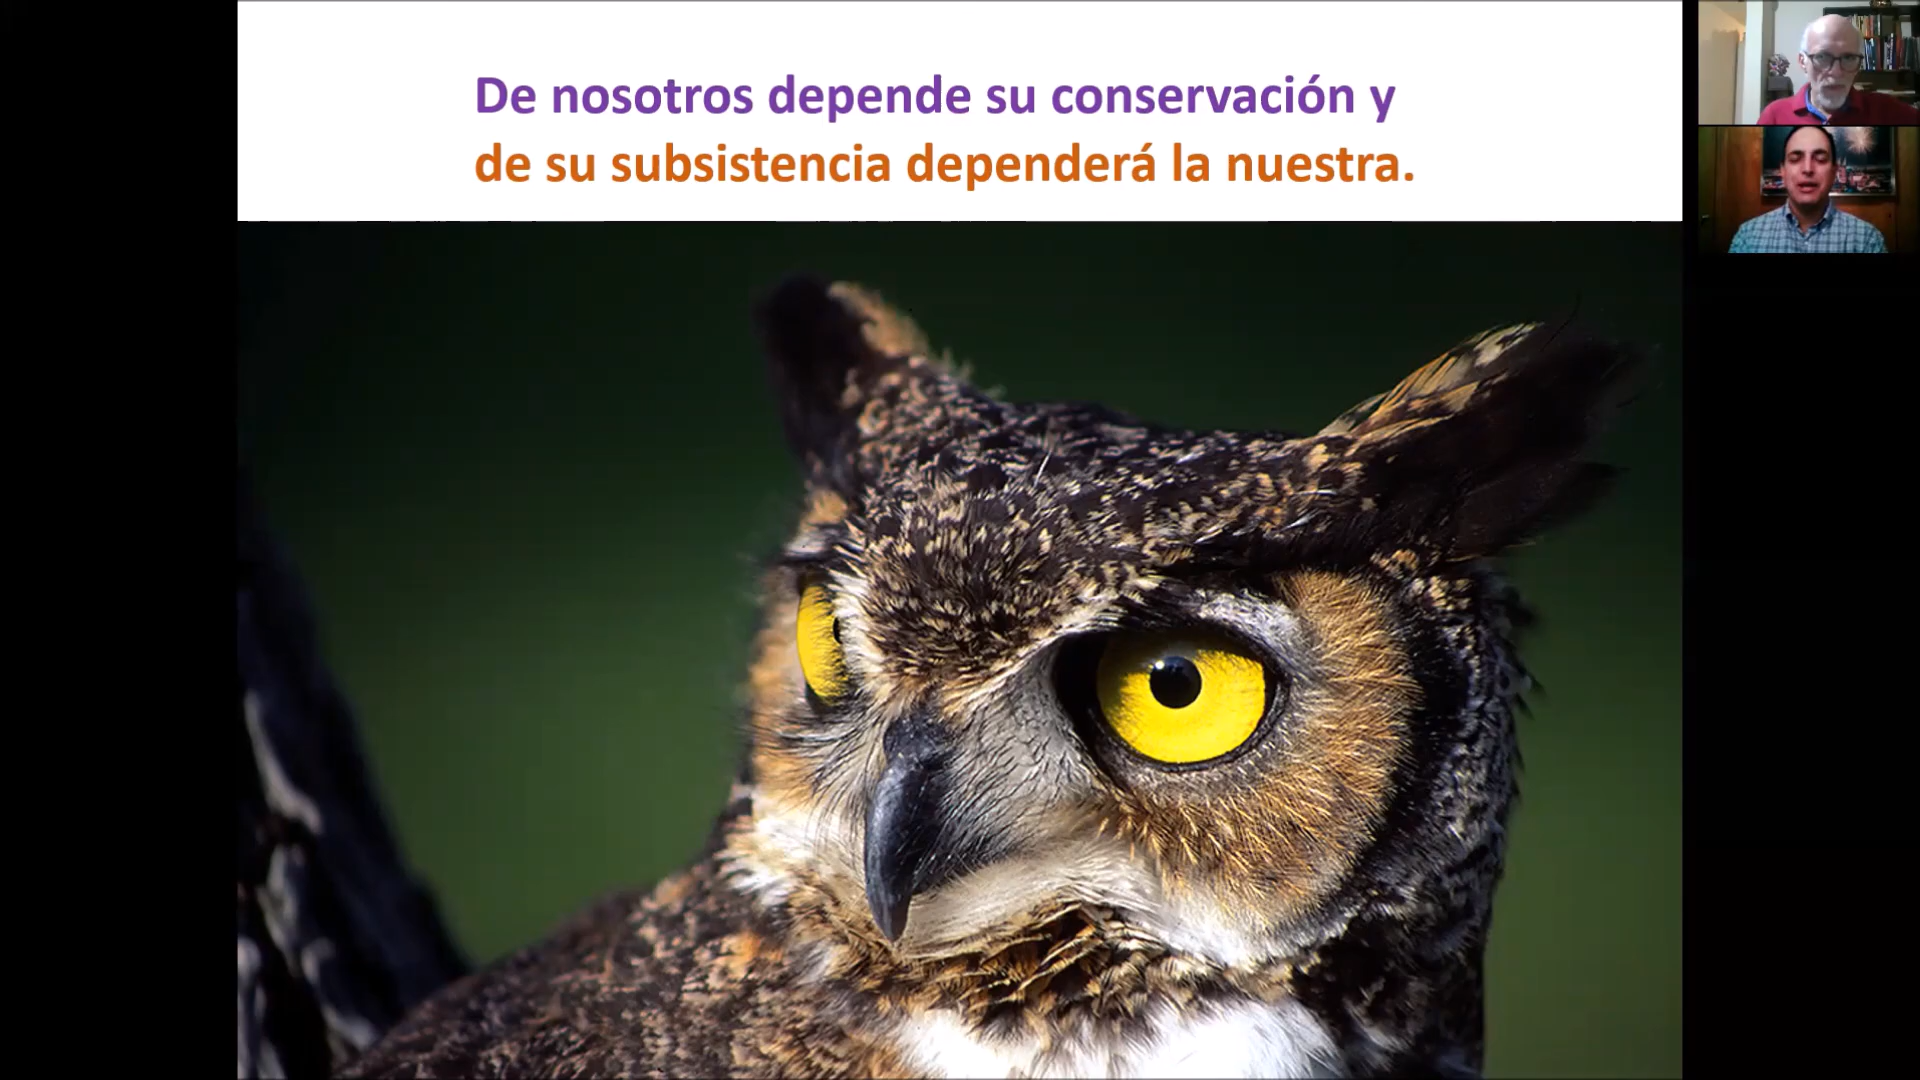 De nosotros depende su conservación y
de su subsistencia dependerá la nuestra.